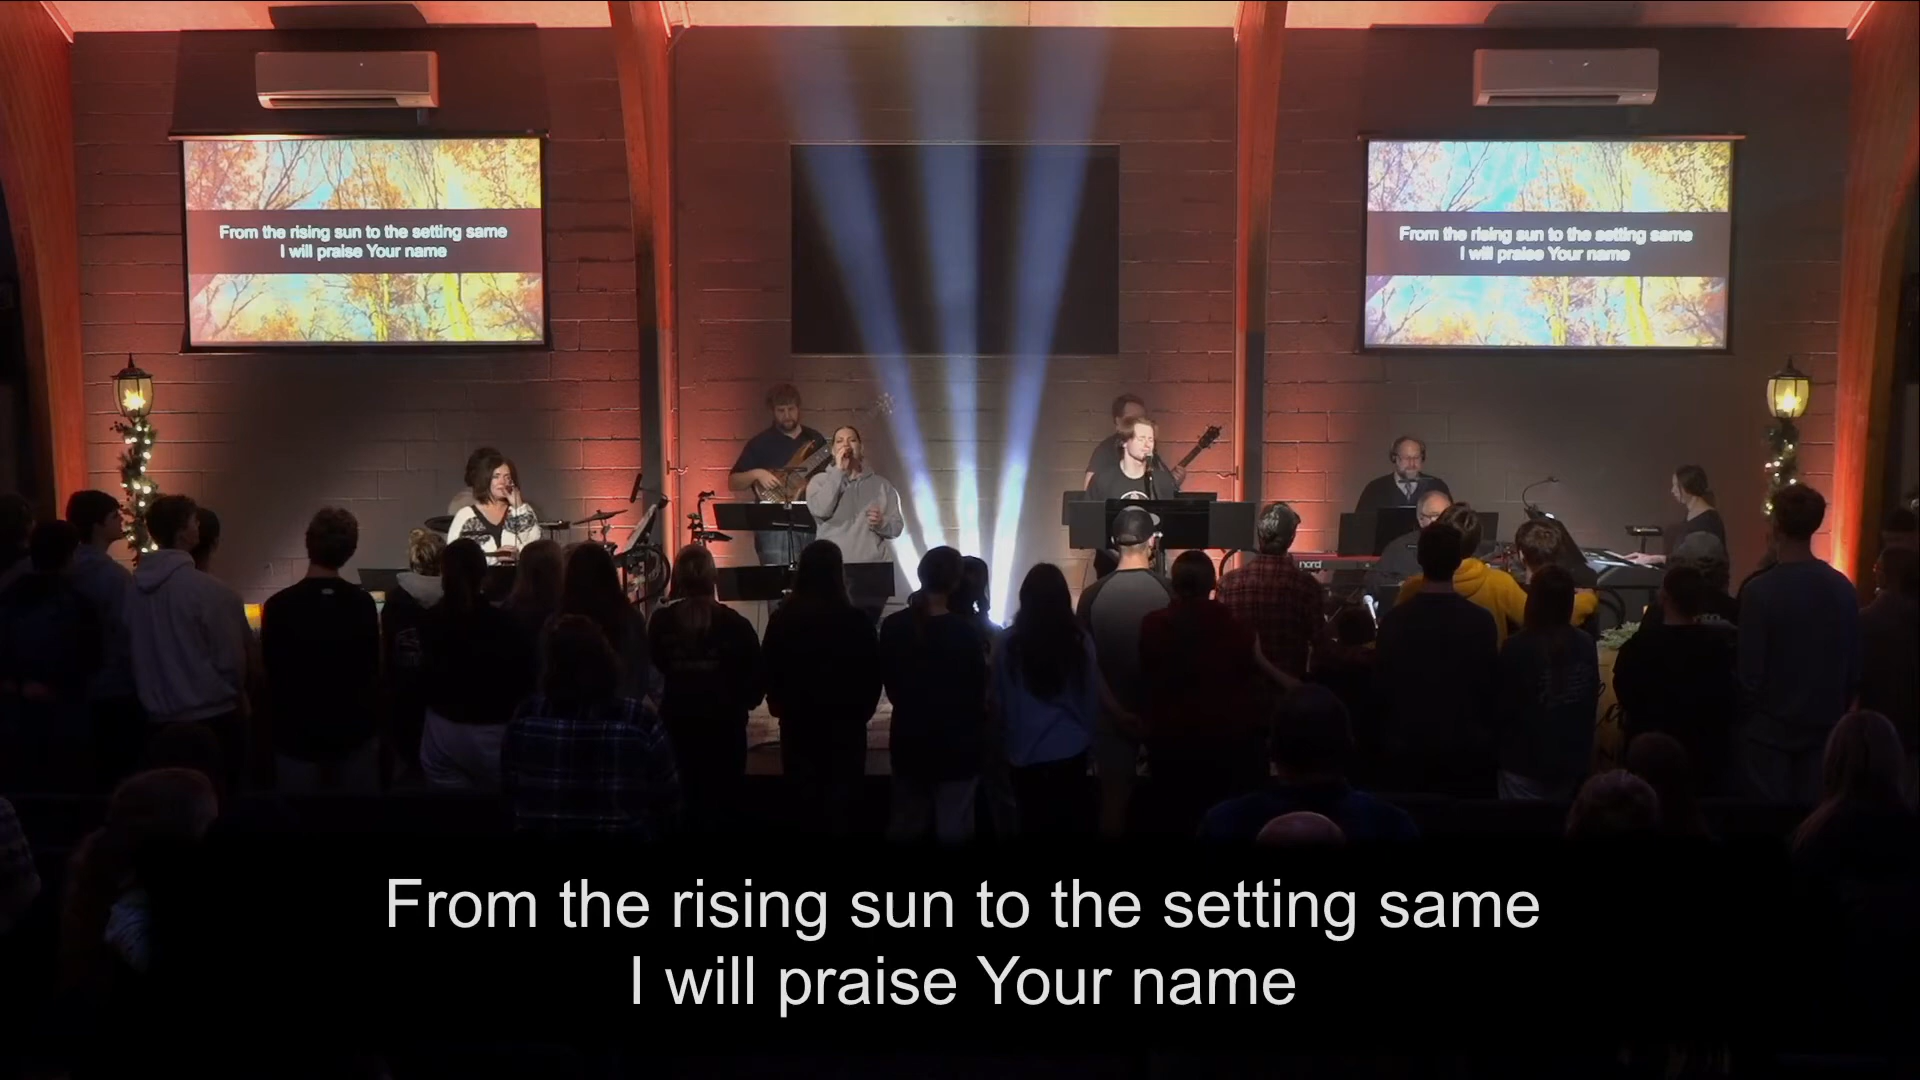 From the rising sun to the setting same
I will praise Your name
From the rising sun to the setting same
I will praise Your name
nord
From the rising sun to the setting same
I will praise Your name